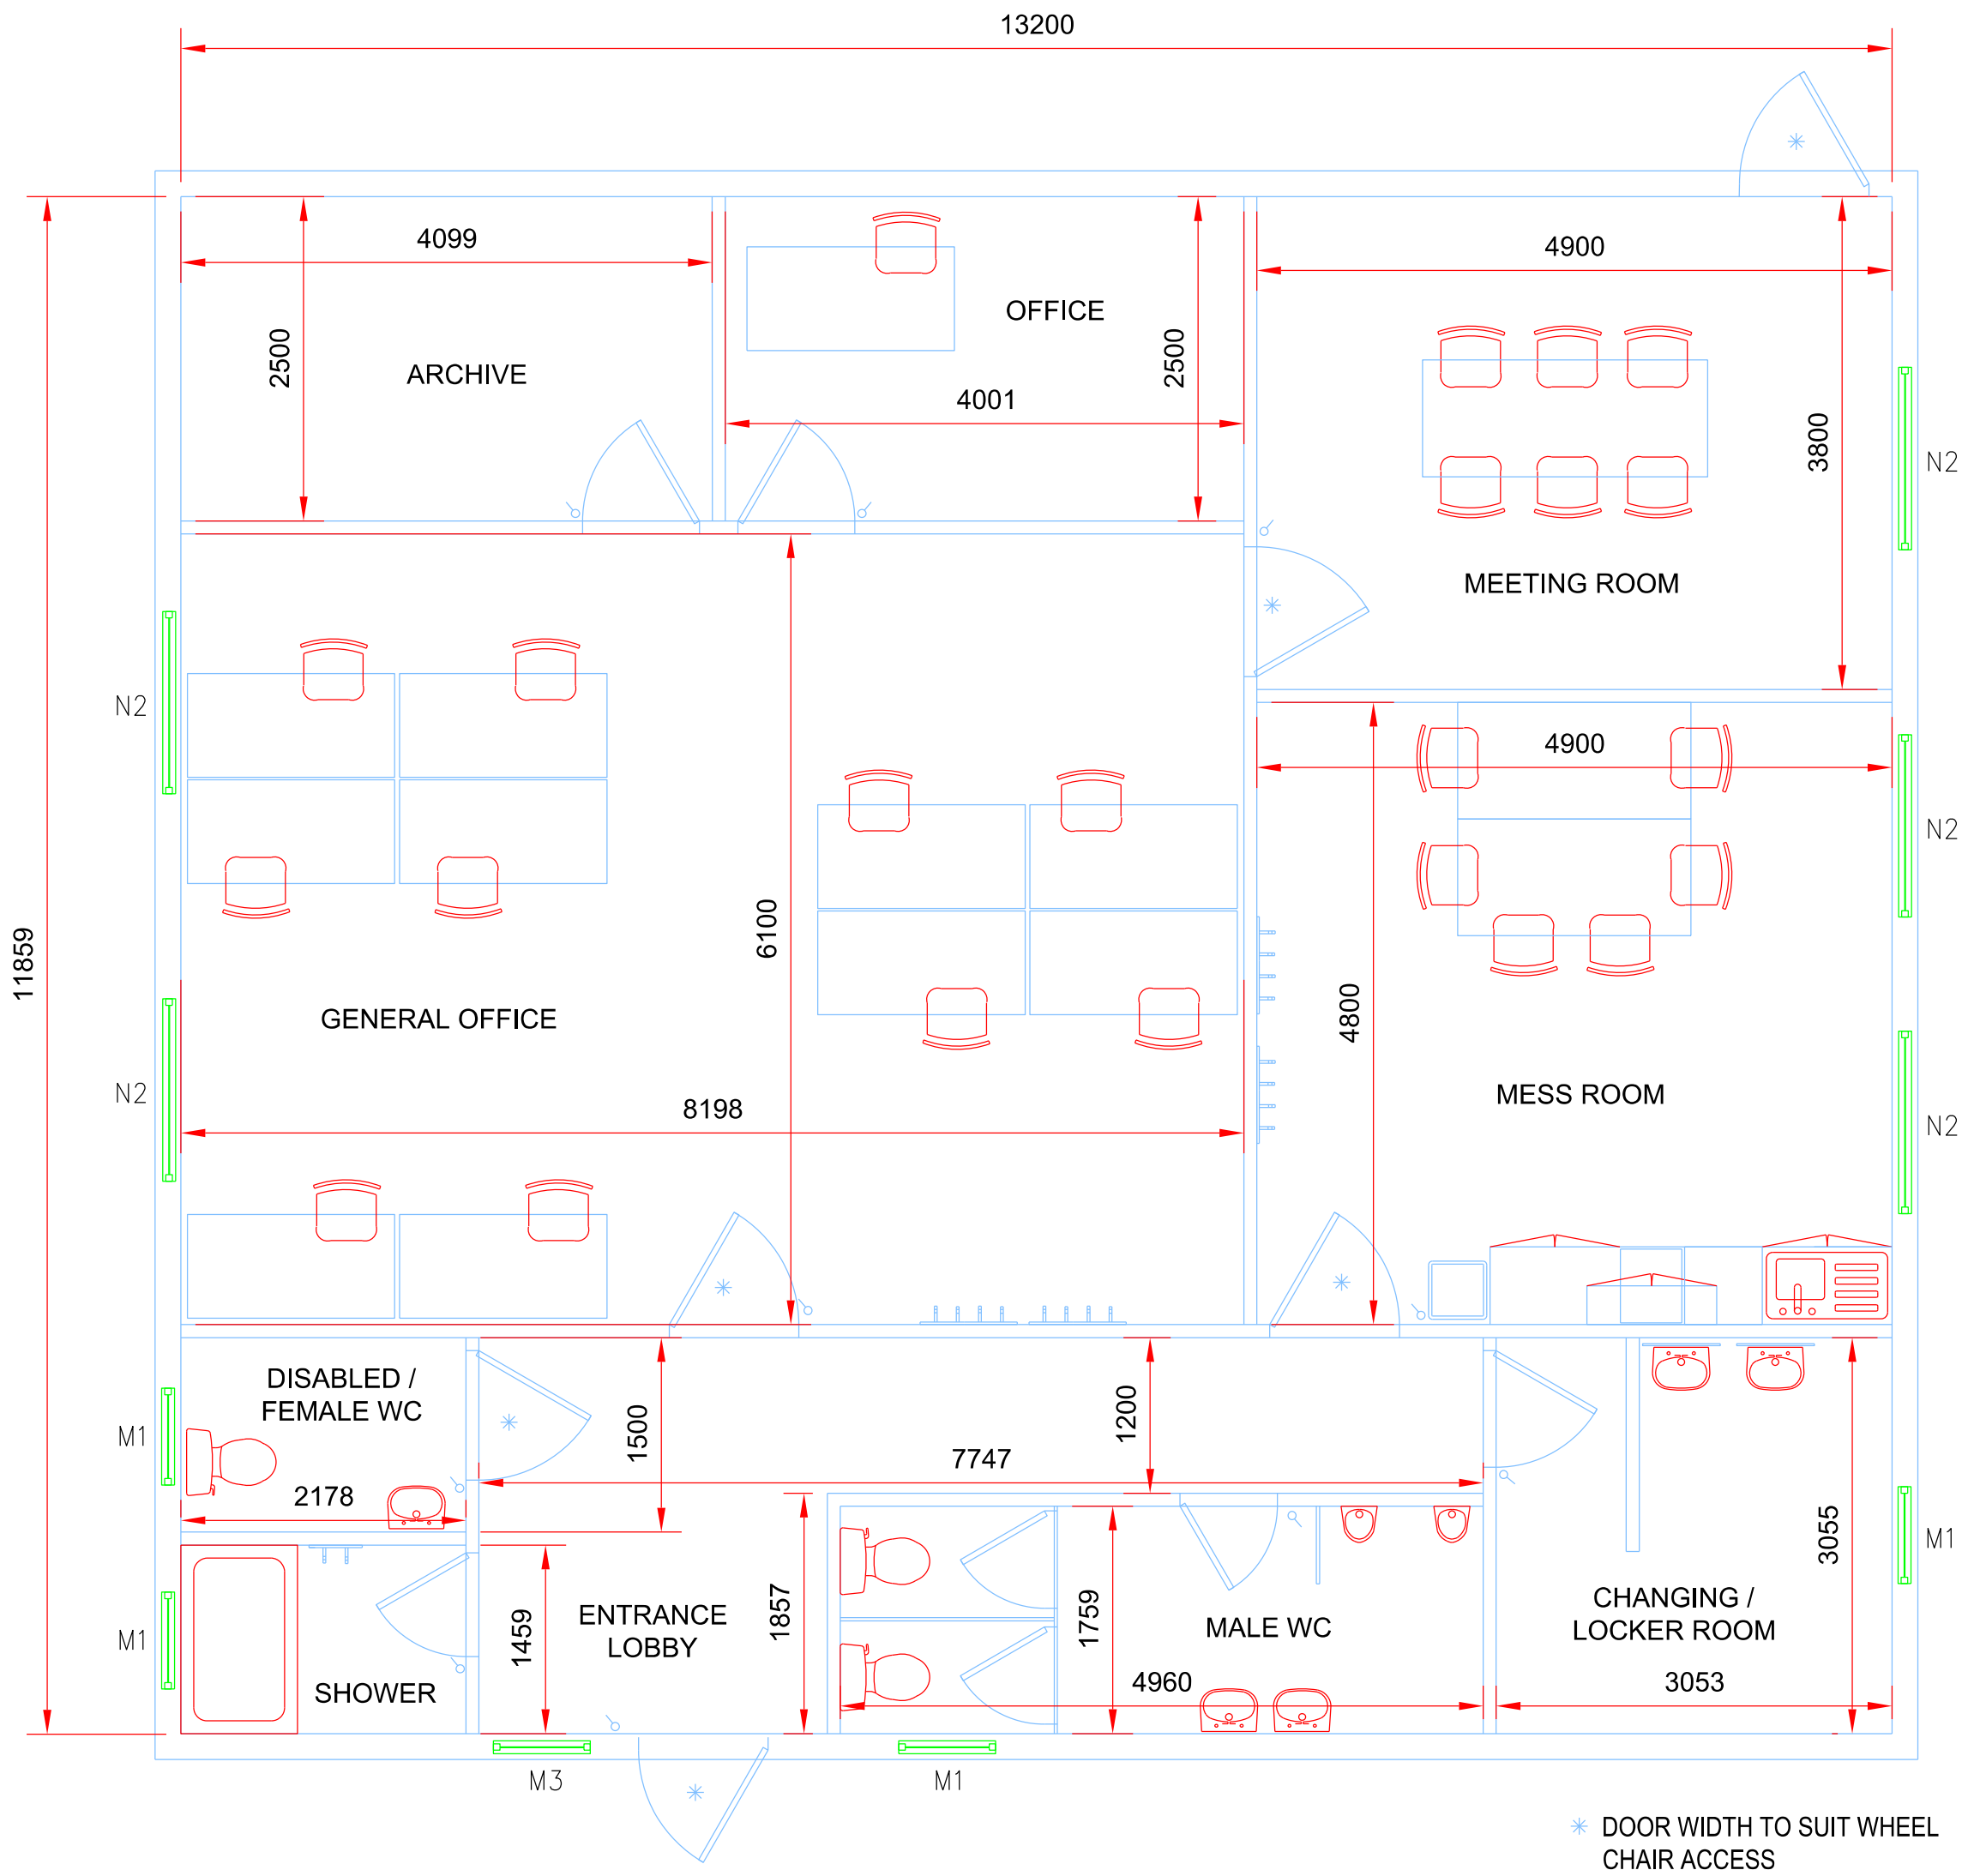 13200
4099
4900
OFFICE
2500
ARCHIVE
2500
4001
3800
N2
MEETING ROOM
N2
4900
N2
11859
6100
4800
GENERAL OFFICE
N2
8198
MESS ROOM
N2
DISABLED /
FEMALE WC
M1
1500
1200
7747
2178
3055
M1
1459
ENTRANCE
LOBBY
1857
1759
MALE WC
CHANGING /
LOCKER ROOM
M1
SHOWER
4960
3053
M3
M1
DOOR WIDTH TO SUIT WHEEL
CHAIR ACCESS